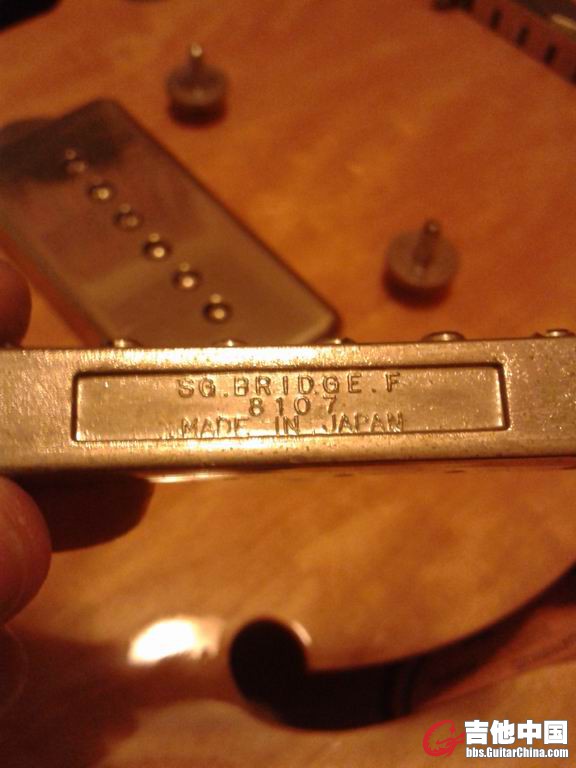 SG.BRIDGE.F
8107
MADE IN JAPAN
G 吉他中国
bbs.GuitarChina.com